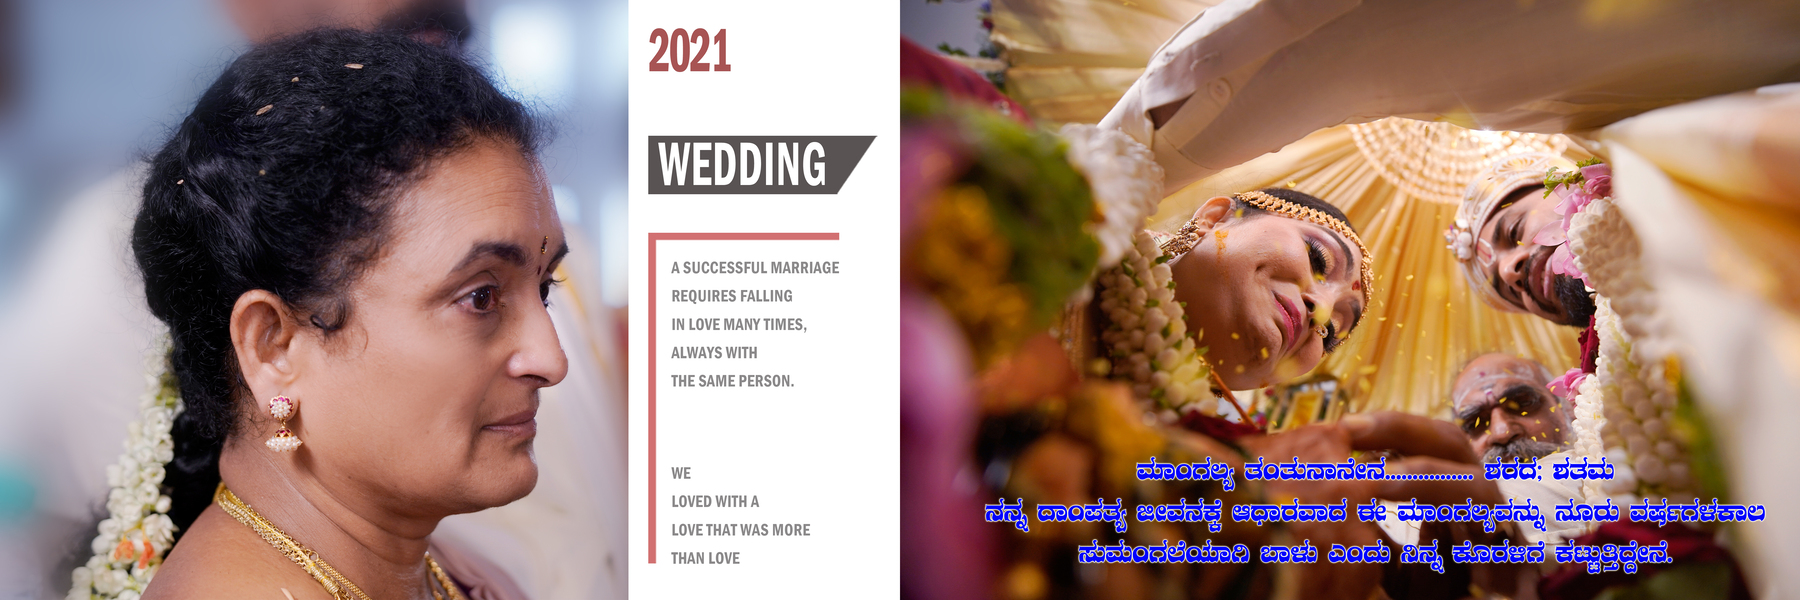 2021
WEDDING
A SUCCESSFUL MARRIAGE
REQUIRES FALLING
IN LOVE MANY TIMES,
ALWAYS WITH
THE SAME PERSON.
WE
LOVED WITH A
LOVE THAT WAS MORE
THAN LOVE
ಮಾಂಗಲ್ಯ ತಂತುನಾನೇನ................ ಶರದ; ಶತಮ
ನನ್ನ ದಾಂಪತ್ಯ ಜೀವನಕ್ಕೆ ಆಧಾರವಾದ ಈ ಮಾಂಗಲ್ಯವನ್ನು ನೂರು ವರ್ಷಗಳಕಾಲ
ಸುಮಂಗಲೆಯಾಗಿ ಬಾಳು ಎಂದು ನಿನ್ನ ಕೊರಳಿಗೆ ಕಟ್ಟುತ್ತಿದ್ದೇನೆ.